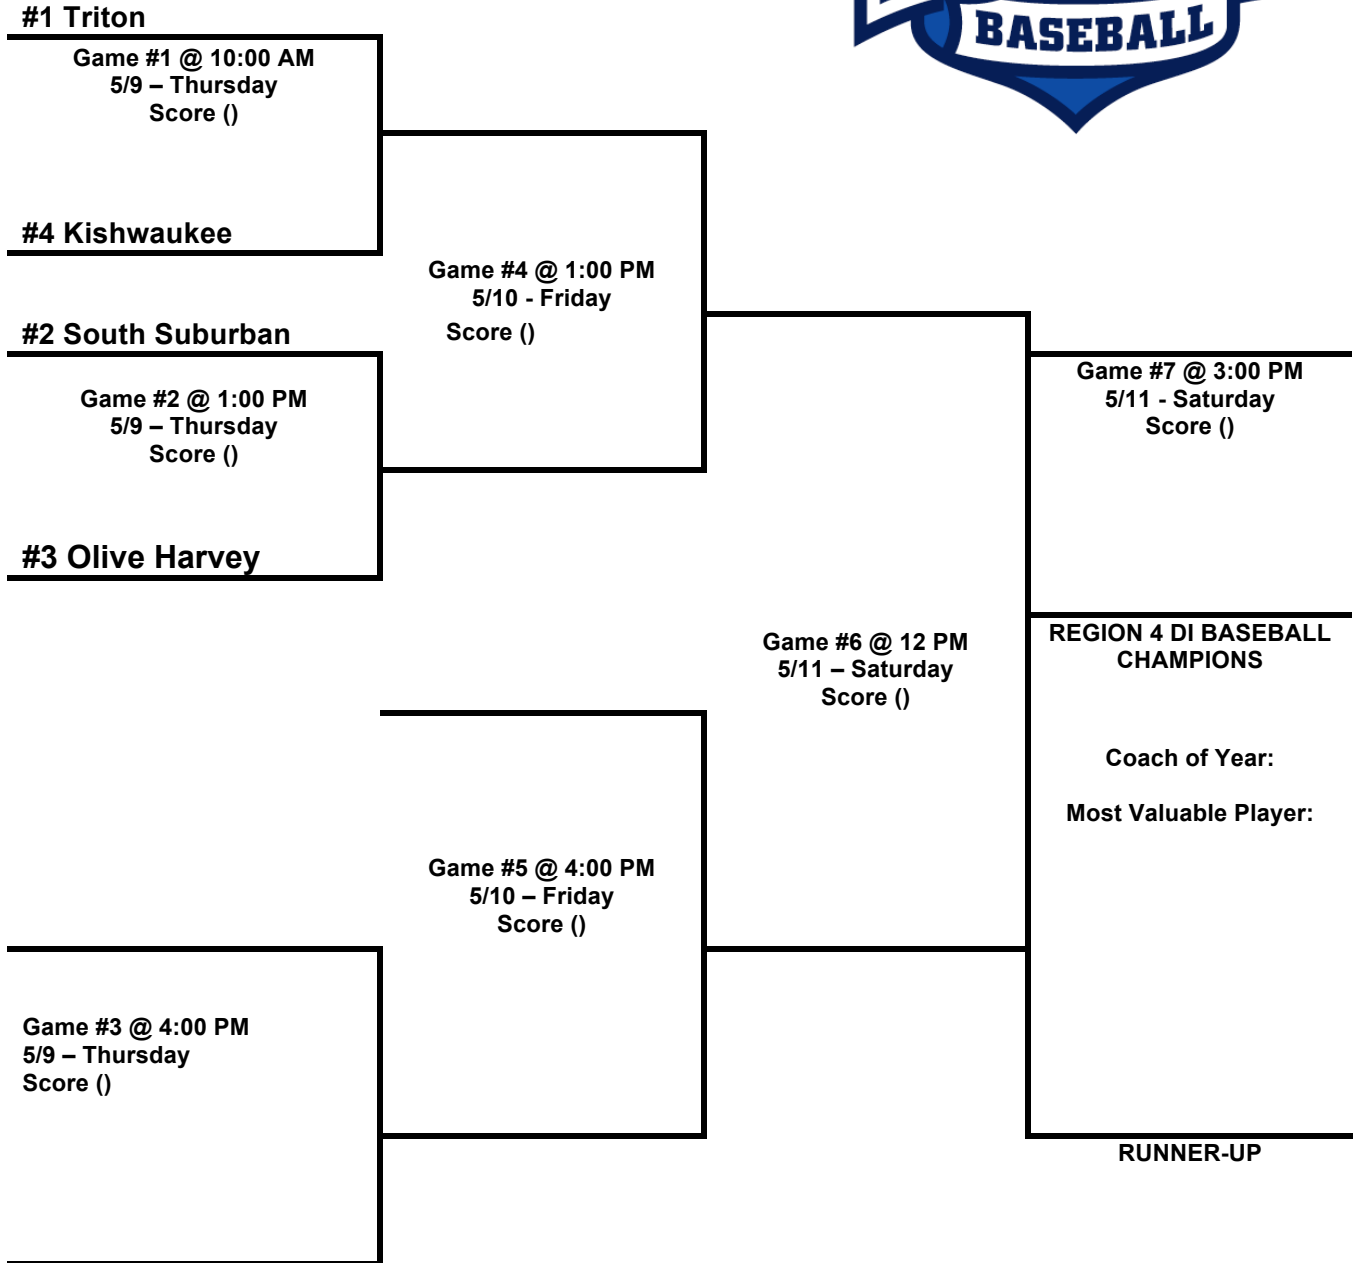 BASEBALL
#1 Triton
Game #1 @ 10:00 AM
5/9 – Thursday
Score ()
#4 Kishwaukee
#2 South Suburban
Game #2 @ 1:00 PM
5/9 – Thursday
Score ()
#3 Olive Harvey
Game #3 @ 4:00 PM
5/9 – Thursday
Score ()
Game #4 @ 1:00 PM
5/10 - Friday
Score ()
Game #5 @ 4:00 PM
5/10 – Friday
Score ()
Game #6 @ 12 PM
5/11 – Saturday
Score ()
Game #7 @ 3:00 PM
5/11 - Saturday
Score ()
REGION 4 DI BASEBALL
CHAMPIONS
Coach of Year:
Most Valuable Player:
RUNNER-UP